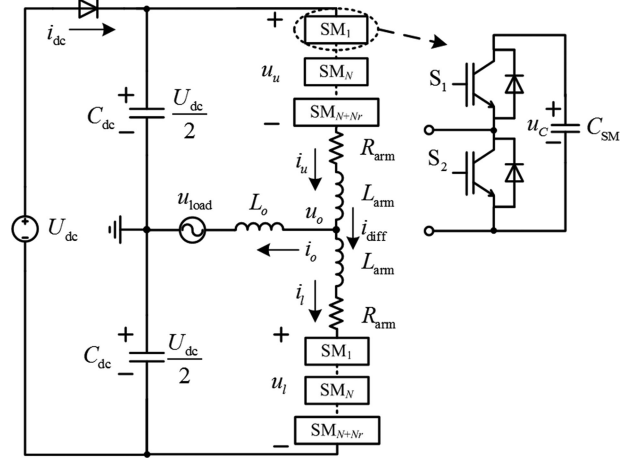 i_dc
+
SM_1
u_u
SM_N
−
SM_{N+Nr}
+
C_dc
−
U_dc/2
R_arm
i_u
L_arm
u_load
L_o
u_o
i_diff
i_o
U_dc
+
-
L_arm
i_l
R_arm
+
C_dc
−
U_dc/2
+
SM_1
u_l
SM_N
−
SM_{N+Nr}
S_1
S_2
u_C
+
−
C_SM